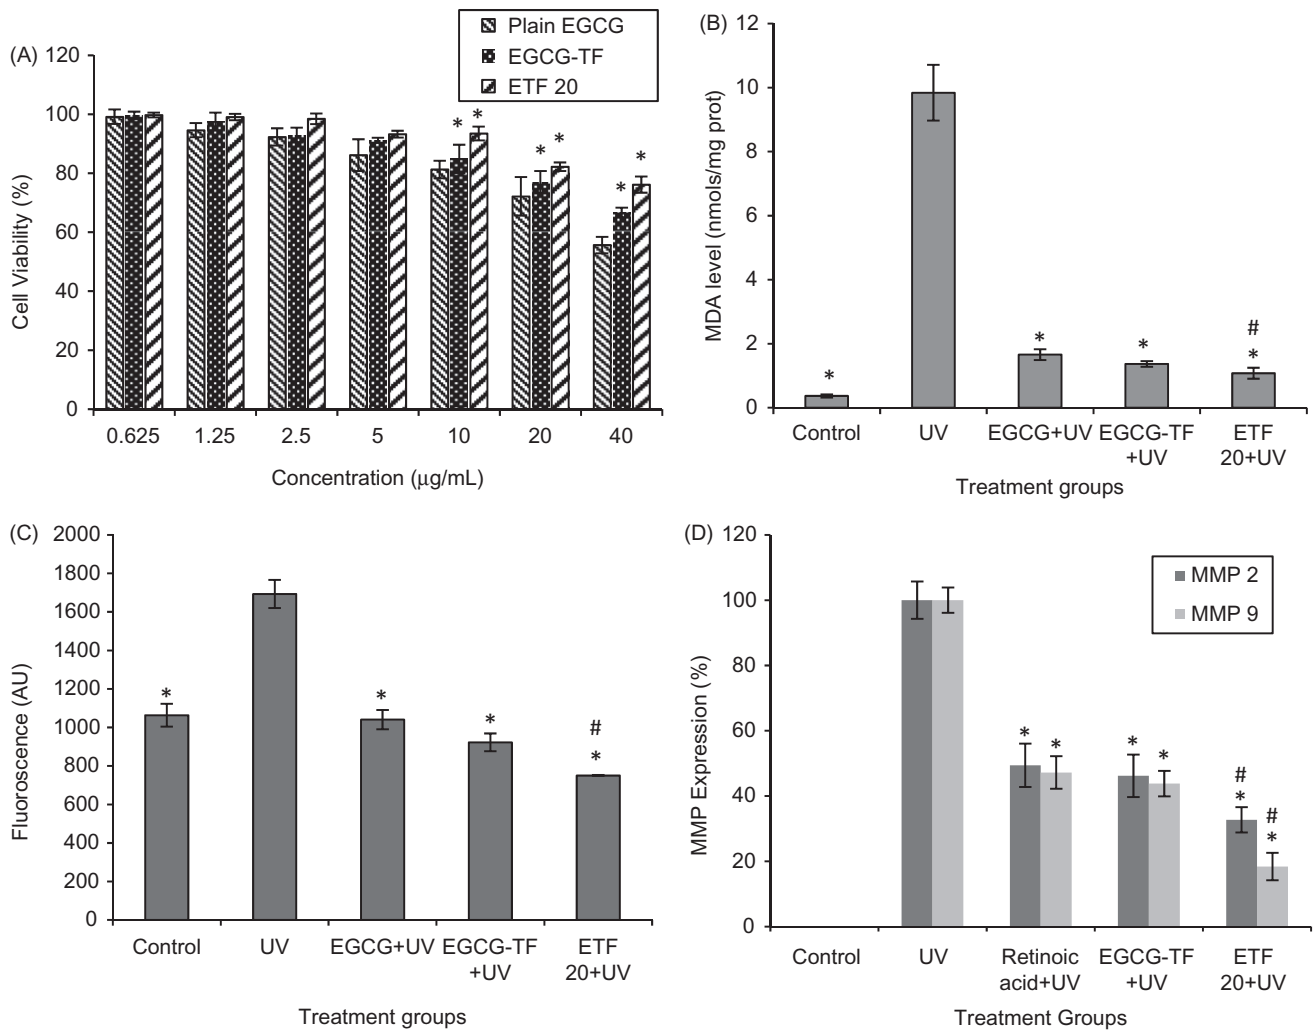 (A)
Plain EGCG
EGCG-TF
ETF 20
120
100
80
60
40
20
0
Cell Viability (%)
* *
* *
* *
0.625 1.25 2.5 5 10 20 40
Concentration (μg/mL)
(B)
12
10
8
6
4
2
0
MDA level (nmols/mg prot)
*
*
*
#
*
Control UV EGCG+UV EGCG-TF ETF
+UV 20+UV
Treatment groups
(C)
2000
1800
1600
1400
1200
1000
800
600
400
200
0
Fluoroscence (AU)
*
*
*
#
*
Control UV EGCG+UV EGCG-TF ETF
+UV 20+UV
Treatment groups
(D)
MMP 2
MMP 9
120
100
80
60
40
20
0
MMP Expression (%)
* *
* *
#
*
#
*
Control UV Retinoic EGCG-TF ETF
acid+UV +UV 20+UV
Treatment Groups